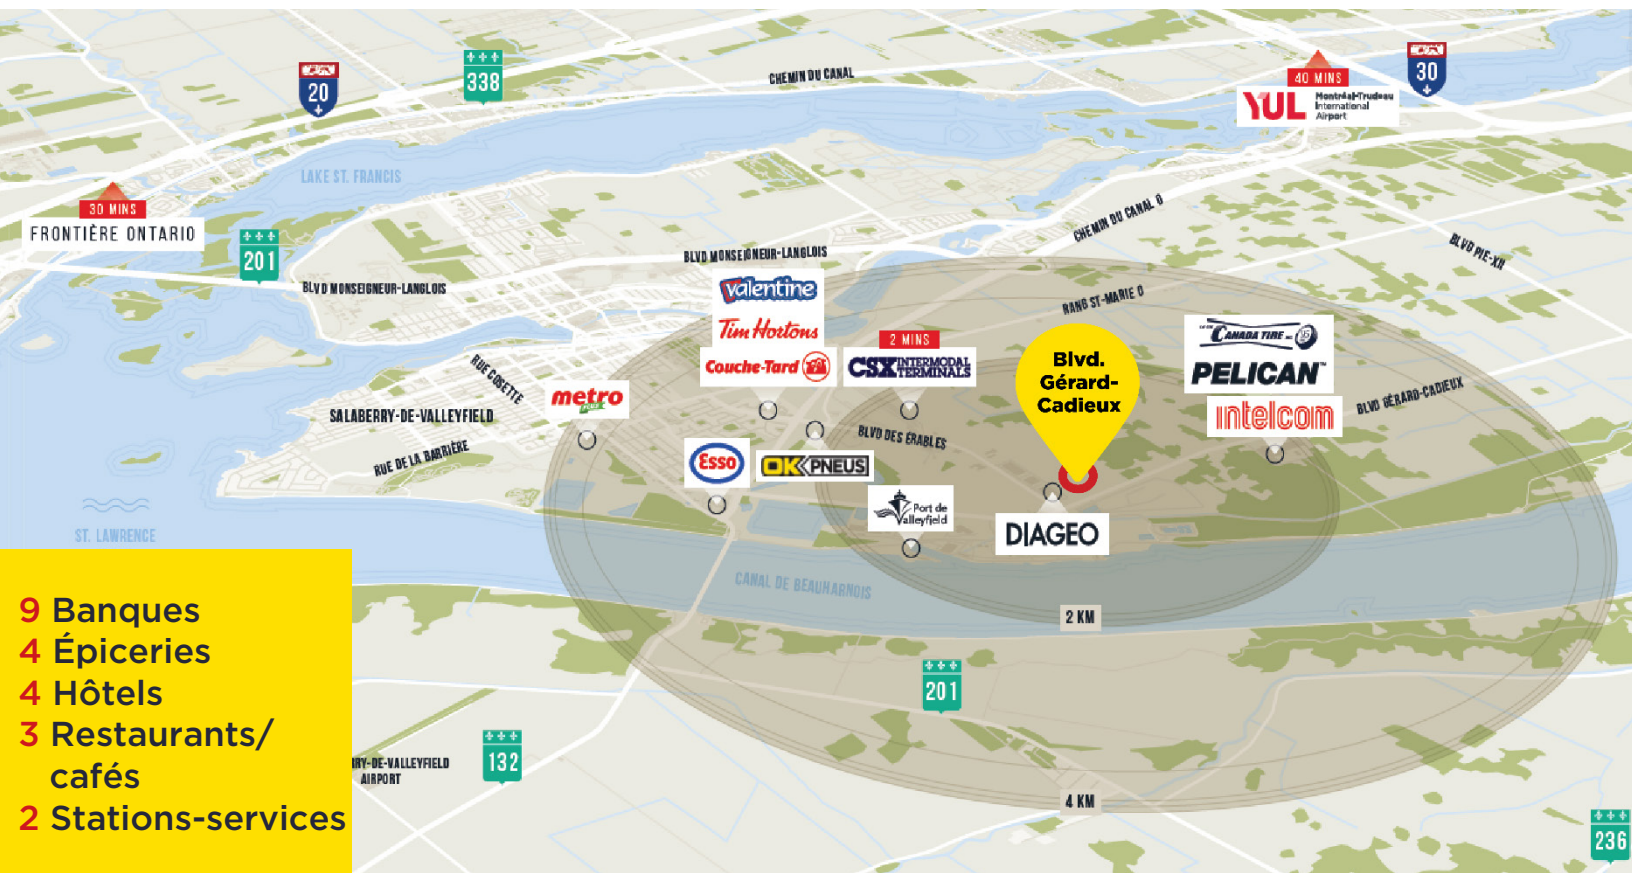 20
338
CHEMIN DU CANAL
40 MINS
YUL Montréal-Trudeau
International
Airport
30
LAKE ST. FRANCIS
30 MINS
FRONTIÈRE ONTARIO
201
BLVD MONSEIGNEUR-LANGLOIS
BLVD MONSEIGNEUR-LANGLOIS
CHEMIN DU CANAL O
BLVD PIE-XII
RANG ST-MARIE O
Valentine
Tim Hortons
Couche-Tard
2 MINS
CSX INTERMODAL
TERMINALS
Blvd.
Gérard-
Cadieux
CANADA TIRE
PELICAN™
intelcom
BLVD GÉRARD-CADIEUX
RUE COSETTE
metro
PLUS
SALABERRY-DE-VALLEYFIELD
RUE DE LA BARRIÈRE
BLVD DES ÉRABLES
Esso
OK PNEUS
Port de
Valleyfield
DIAGEO
ST. LAWRENCE
CANAL DE BEAUHARNOIS
2 KM
201
132
RY-DE-VALLEYFIELD
AIRPORT
4 KM
236
9 Banques
4 Épiceries
4 Hôtels
3 Restaurants/
cafés
2 Stations-services